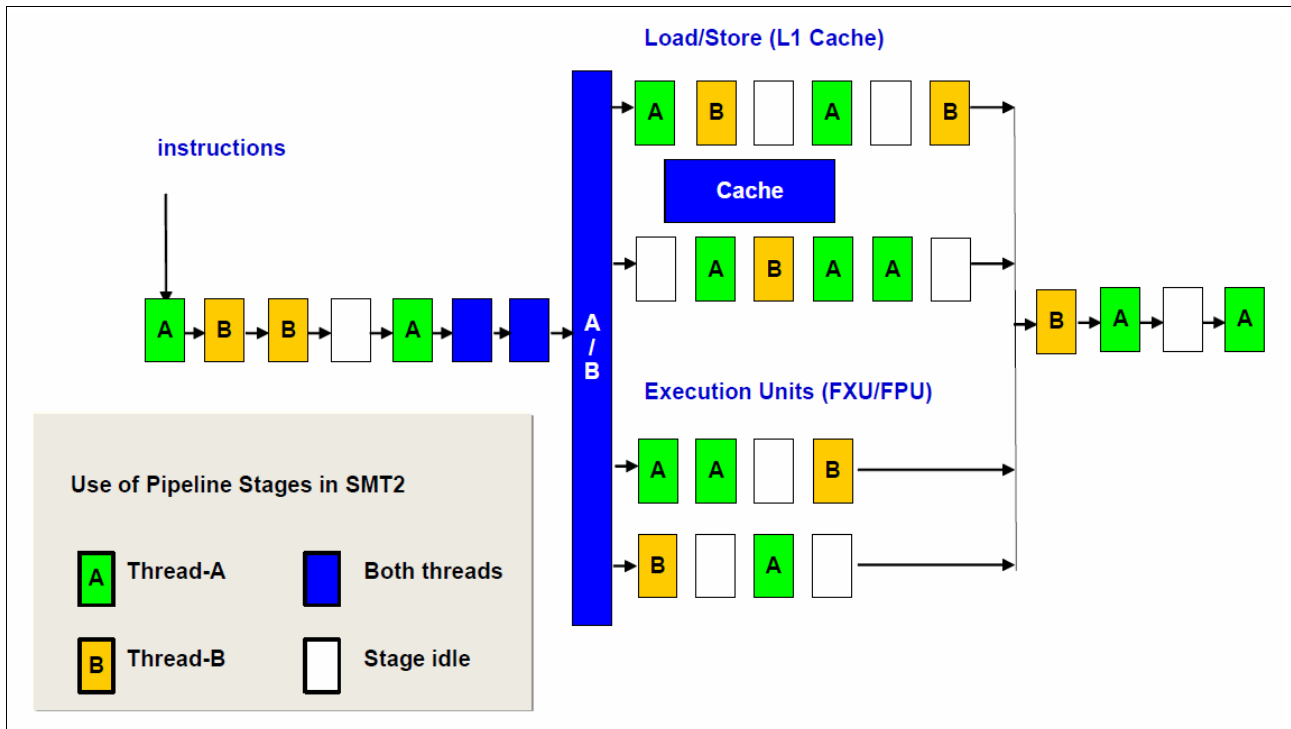 Load/Store (L1 Cache)
A B A B
instructions
Cache
A B A A
A B B A
A
/
B
B A A
Execution Units (FXU/FPU)
A A B
B A
Use of Pipeline Stages in SMT2
A Thread-A Both threads
B Thread-B Stage idle